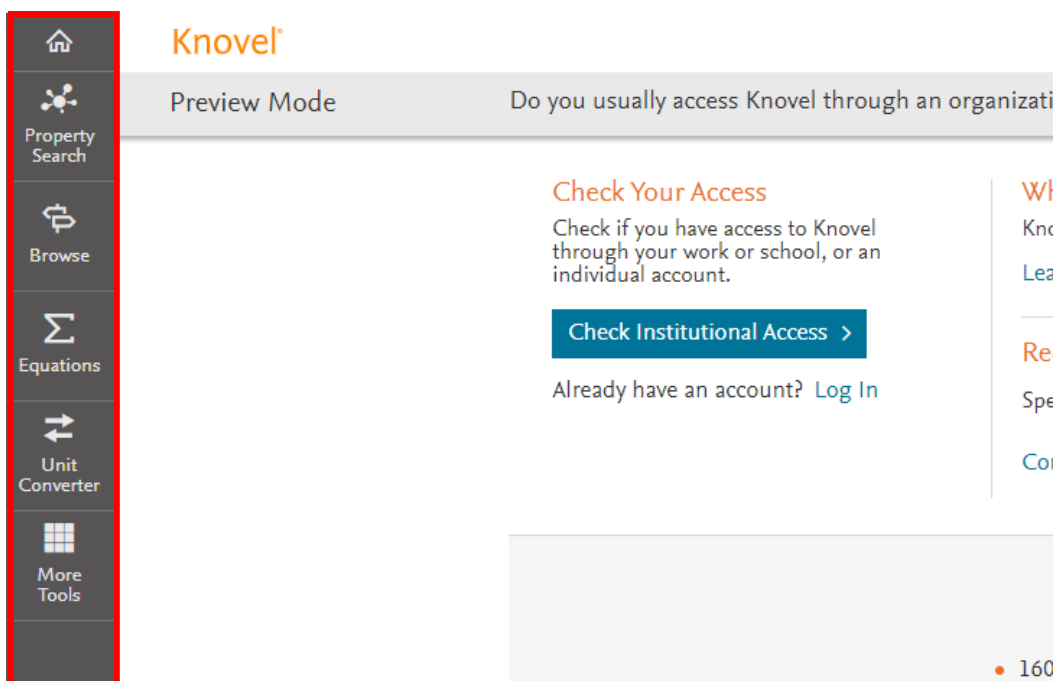 Knovel®
Property
Search
Browse
Equations
Unit
Converter
More
Tools
Preview Mode
Do you usually access Knovel through an
Check Your Access
Check if you have access to Knovel
through your work or school, or an
individual account.
Check Institutional Access >
Already have an account? Log In
160